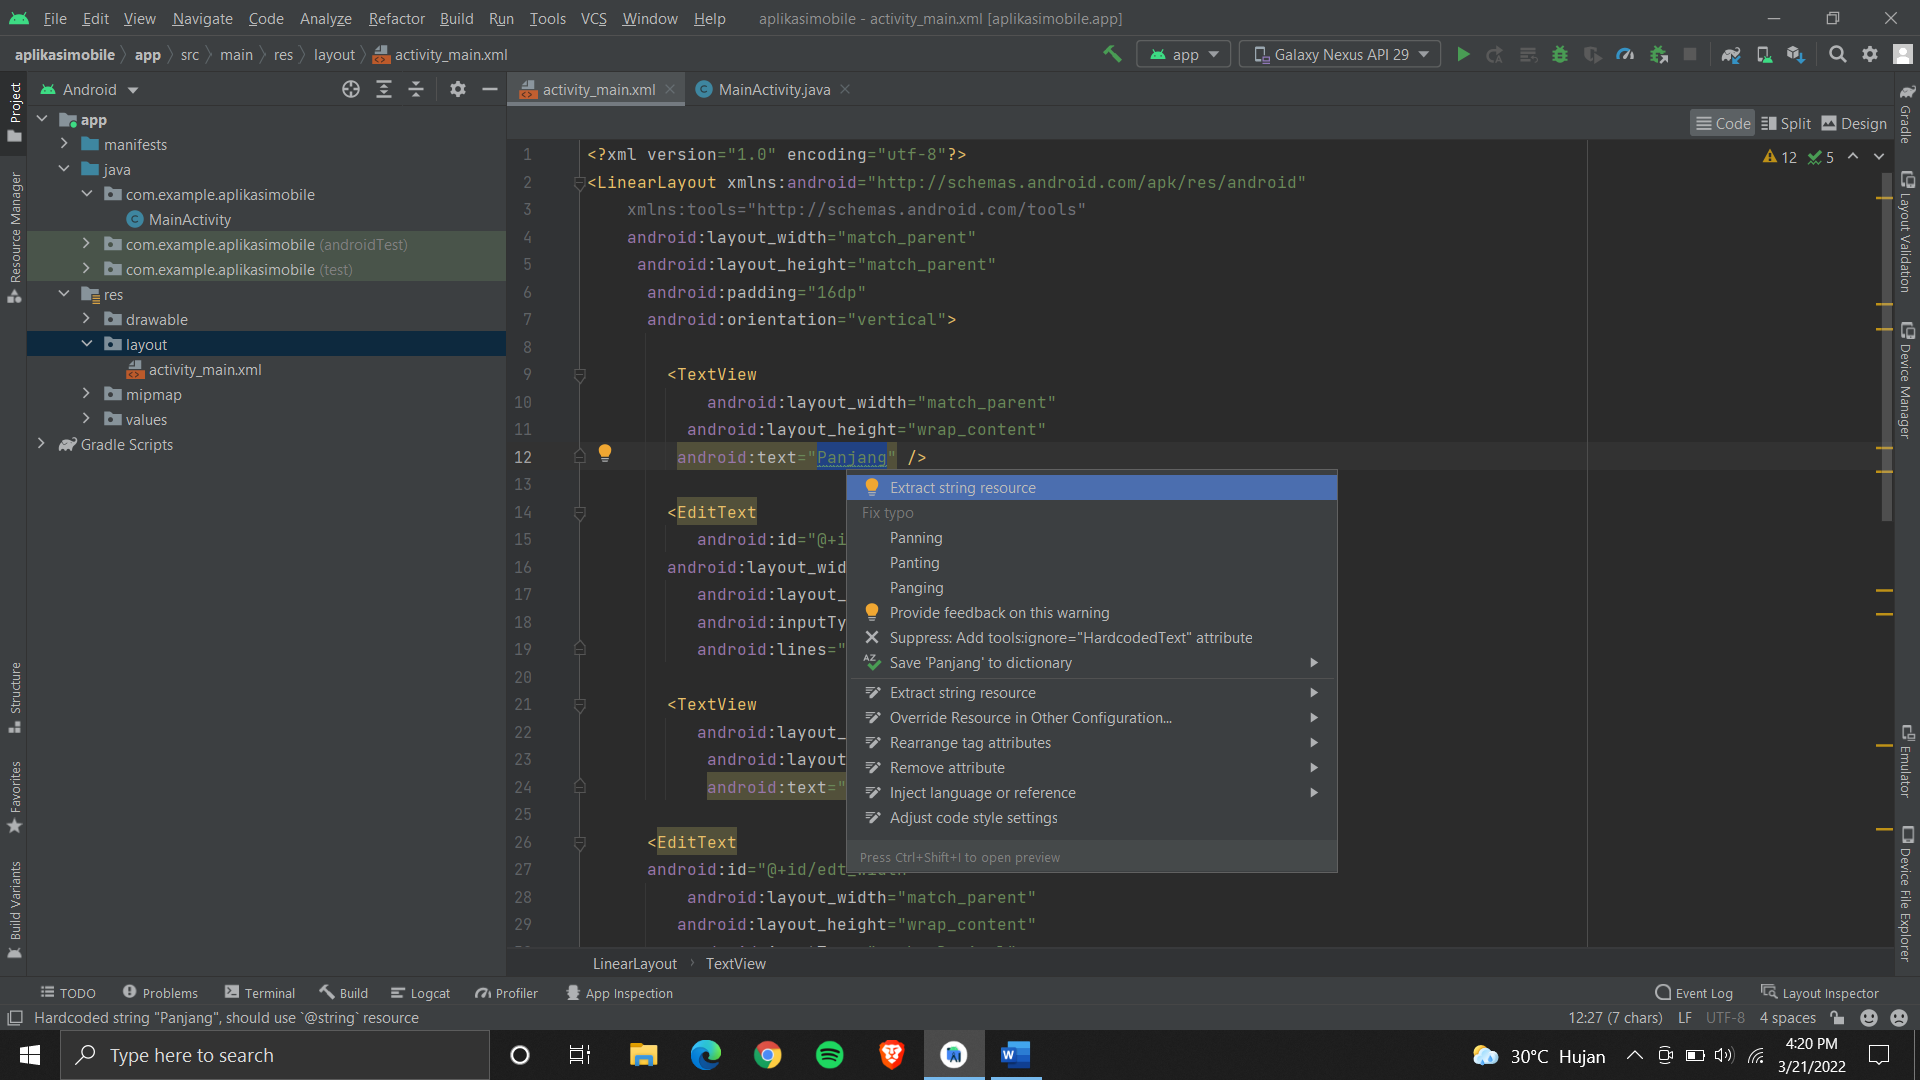 File Edit View Navigate Code Analyze Refactor Build Run Tools VCS Window Help aplikasimobile - activity_main.xml [aplikasimobile.app]
aplikasimobile app src main res layout activity_main.xml
app Galaxy Nexus API 29
Android
activity_main.xml MainActivity.java
Code Split Design
app
manifests
java
com.example.aplikasimobile
MainActivity
com.example.aplikasimobile (androidTest)
com.example.aplikasimobile (test)
res
drawable
layout
activity_main.xml
mipmap
values
Gradle Scripts
Project
Resource Manager
Structure
Favorites
Build Variants
12 5
1 <?xml version="1.0" encoding="utf-8"?>
2 <LinearLayout xmlns:android="http://schemas.android.com/apk/res/android"
3 xmlns:tools="http://schemas.android.com/tools"
4 android:layout_width="match_parent"
5 android:layout_height="match_parent"
6 android:padding="16dp"
7 android:orientation="vertical">
8
9 <TextView
10 android:layout_width="match_parent"
11 android:layout_height="wrap_content"
12 android:text="Panjang" />
13
14 <EditText
15 android:id="@+i
16 android:layout_wid
17 android:layout_
18 android:inputTy
19 android:lines="
20
21 <TextView
22 android:layout_
23 android:layout
24 android:text="
25
26 <EditText
27 android:id="@+id/edt_width"
28 android:layout_width="match_parent"
29 android:layout_height="wrap_content"
Extract string resource
Fix typo
Panning
Panting
Panging
Provide feedback on this warning
Suppress: Add tools:ignore="HardcodedText" attribute
Save 'Panjang' to dictionary
Extract string resource
Override Resource in Other Configuration...
Rearrange tag attributes
Remove attribute
Inject language or reference
Adjust code style settings
Press Ctrl+Shift+I to open preview
LinearLayout TextView
Gradle
Layout Validation
Device Manager
Emulator
Device File Explorer
TODO Problems Terminal Build Logcat Profiler App Inspection Event Log Layout Inspector
Hardcoded string "Panjang", should use `@string` resource 12:27 (7 chars) LF UTF-8 4 spaces
Type here to search
30°C Hujan
4:20 PM
3/21/2022